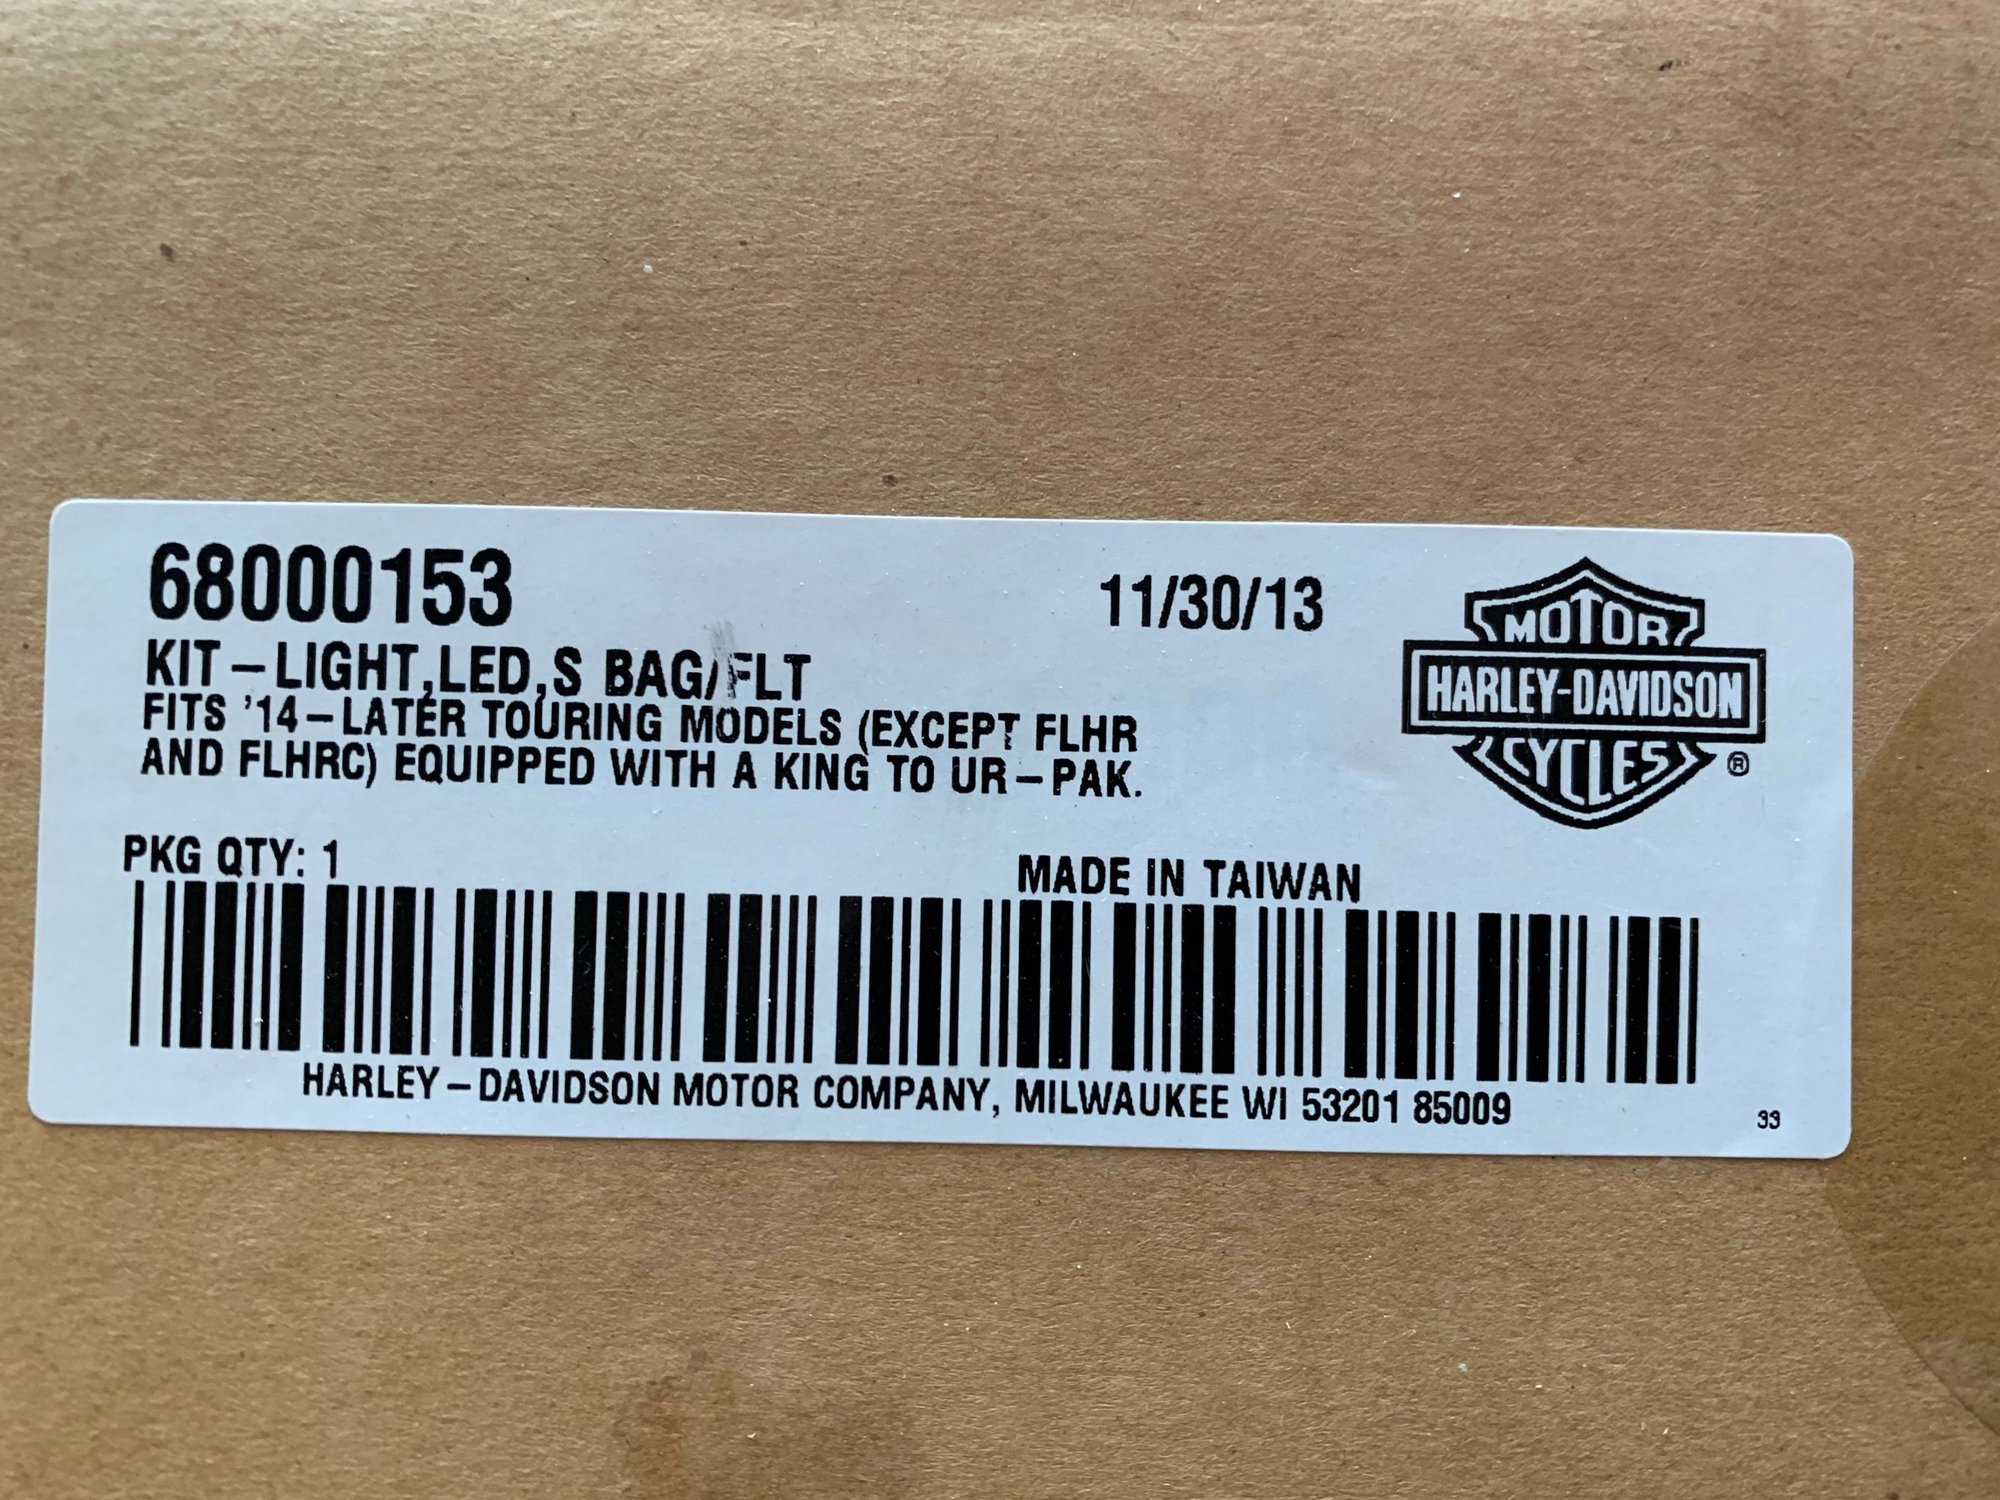 68000153
11/30/13
KIT-LIGHT,LED,S BAG/FLT
FITS '14-LATER TOURING MODELS (EXCEPT FLHR
AND FLHRC) EQUIPPED WITH A KING TO UR-PAK.
MOTOR
HARLEY-DAVIDSON
CYCLES
®
PKG QTY: 1
MADE IN TAIWAN
HARLEY-DAVIDSON MOTOR COMPANY, MILWAUKEE WI 53201 85009
33